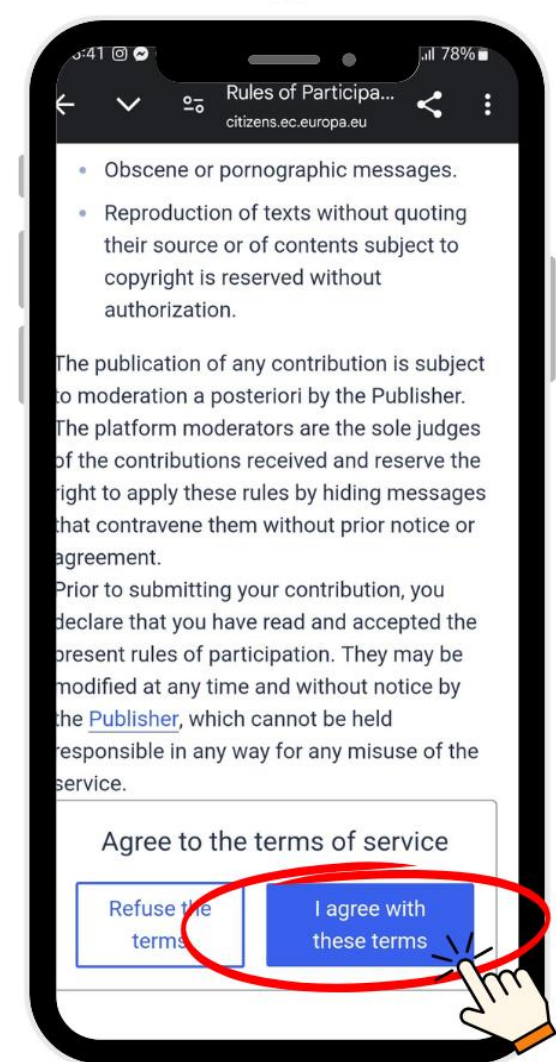 5:41
78%
Rules of Participa...
citizens.ec.europa.eu
• Obscene or pornographic messages.
• Reproduction of texts without quoting
their source or of contents subject to
copyright is reserved without
authorization.
The publication of any contribution is subject
to moderation a posteriori by the Publisher.
The platform moderators are the sole judges
of the contributions received and reserve the
right to apply these rules by hiding messages
that contravene them without prior notice or
agreement.
Prior to submitting your contribution, you
declare that you have read and accepted the
present rules of participation. They may be
modified at any time and without notice by
the Publisher, which cannot be held
responsible in any way for any misuse of the
service.
Agree to the terms of service
Refuse the
terms
I agree with
these terms